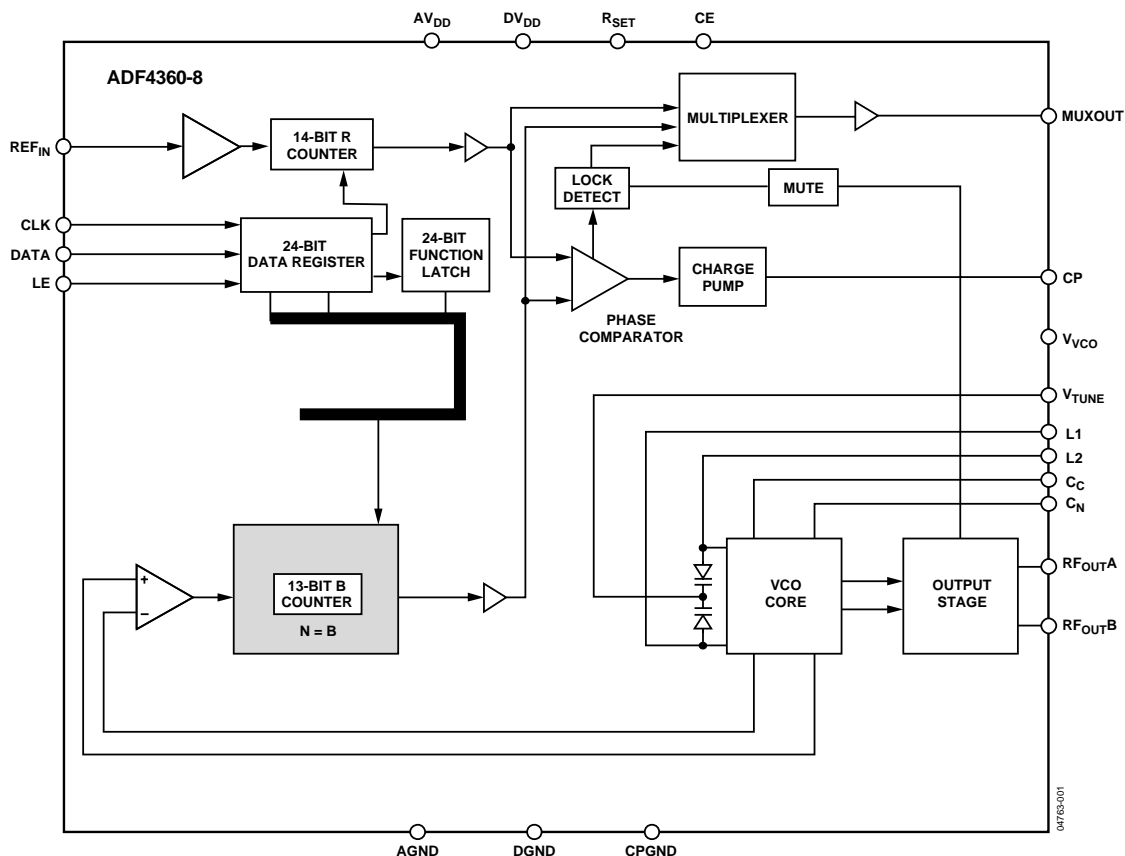 AVDD
DVDD
RSET
CE
ADF4360-8
REFIN
14-BIT R
COUNTER
MULTIPLEXER
MUXOUT
LOCK
DETECT
MUTE
CLK
DATA
LE
24-BIT
DATA REGISTER
24-BIT
FUNCTION
LATCH
CHARGE
PUMP
CP
PHASE
COMPARATOR
VVCO
VTUNE
L1
L2
CC
CN
+
−
13-BIT B
COUNTER
N = B
VCO
CORE
OUTPUT
STAGE
RFOUTA
RFOUTB
AGND
DGND
CPGND
04763-001